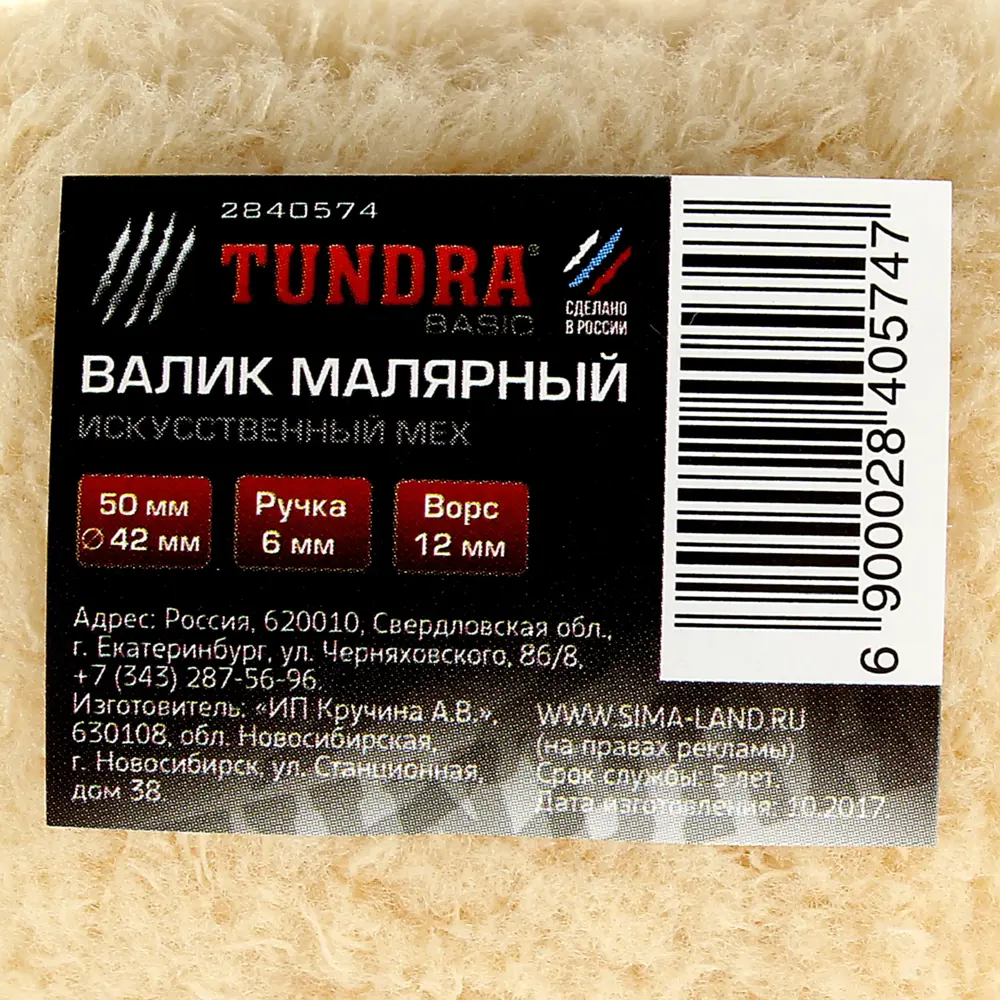 2840574
TUNDRA®
BASIC
СДЕЛАНО
В РОССИИ
ВАЛИК МАЛЯРНЫЙ
ИСКУССТВЕННЫЙ МЕХ
50 мм
Ø 42 мм
Ручка
6 мм
Ворс
12 мм
Адрес: Россия, 620010, Свердловская обл.,
г. Екатеринбург, ул. Черняховского, 86/8,
+7 (343) 287-56-96.
Изготовитель: «ИП Кручина А.В.»,
630108, обл. Новосибирская,
г. Новосибирск, ул. Станционная,
дом 38.
WWW.SIMA-LAND.RU
(на правах рекламы)
Срок службы: 5 лет.
Дата изготовления: 10.2017.
6 900028 405747